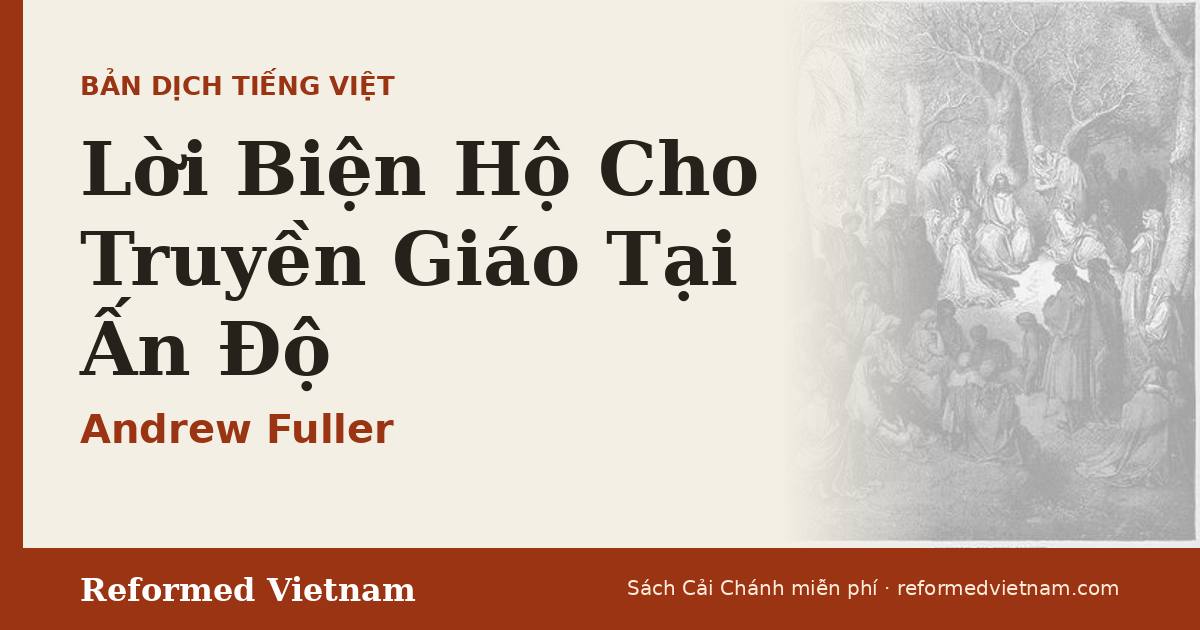 BẢN DỊCH TIẾNG VIỆT
Lời Biện Hộ Cho
Truyền Giáo Tại
Ấn Độ
Andrew Fuller
Reformed Vietnam
Sách Cải Chánh miễn phí · reformedvietnam.com